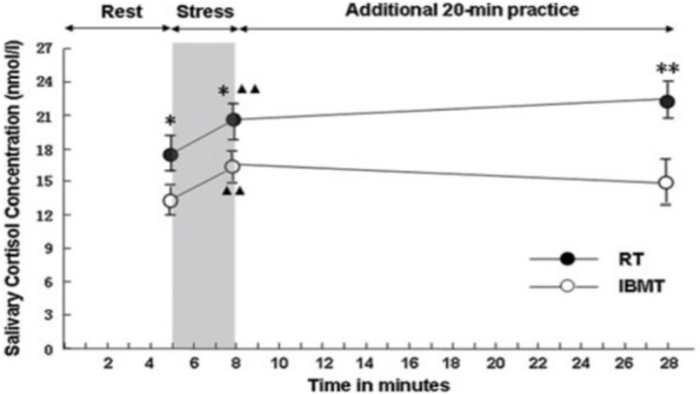 Rest Stress Additional 20-min practice
Salivary Cortisol Concentration (nmol/l)
27
24
21
18
15
12
9
6
3
0
* * ▲▲ **
▲▲
RT
IBMT
2 4 6 8 10 12 14 16 18 20 22 24 26 28
Time in minutes